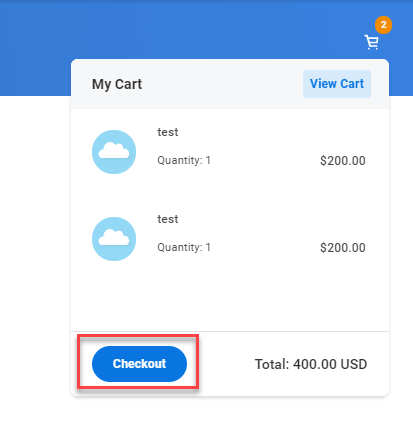 2
My Cart
View Cart
test
Quantity: 1
$200.00
test
Quantity: 1
$200.00
Checkout
Total: 400.00 USD